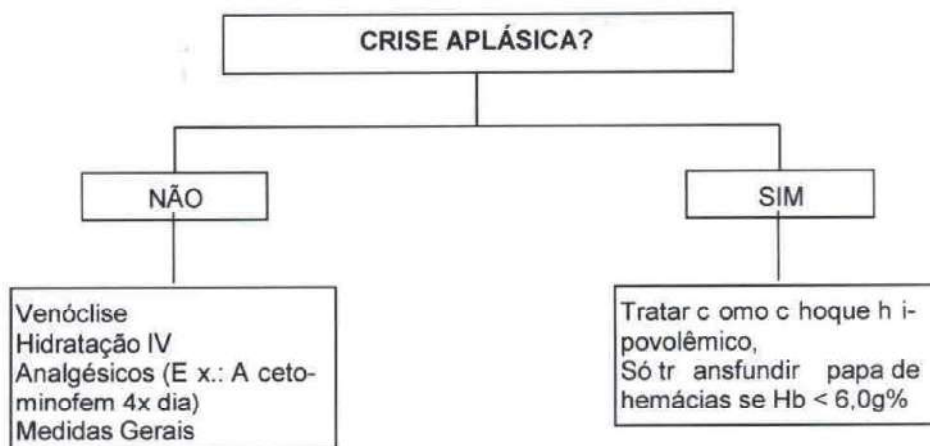 CRISE APLÁSICA?
NÃO
SIM
Venóclise
Hidratação IV
Analgésicos (E x.: A ceto-
minofem 4x dia)
Medidas Gerais
Tratar c omo c hoque h i-
povolêmico,
Só tr ansfundir papa de
hemácias se Hb < 6,0g%